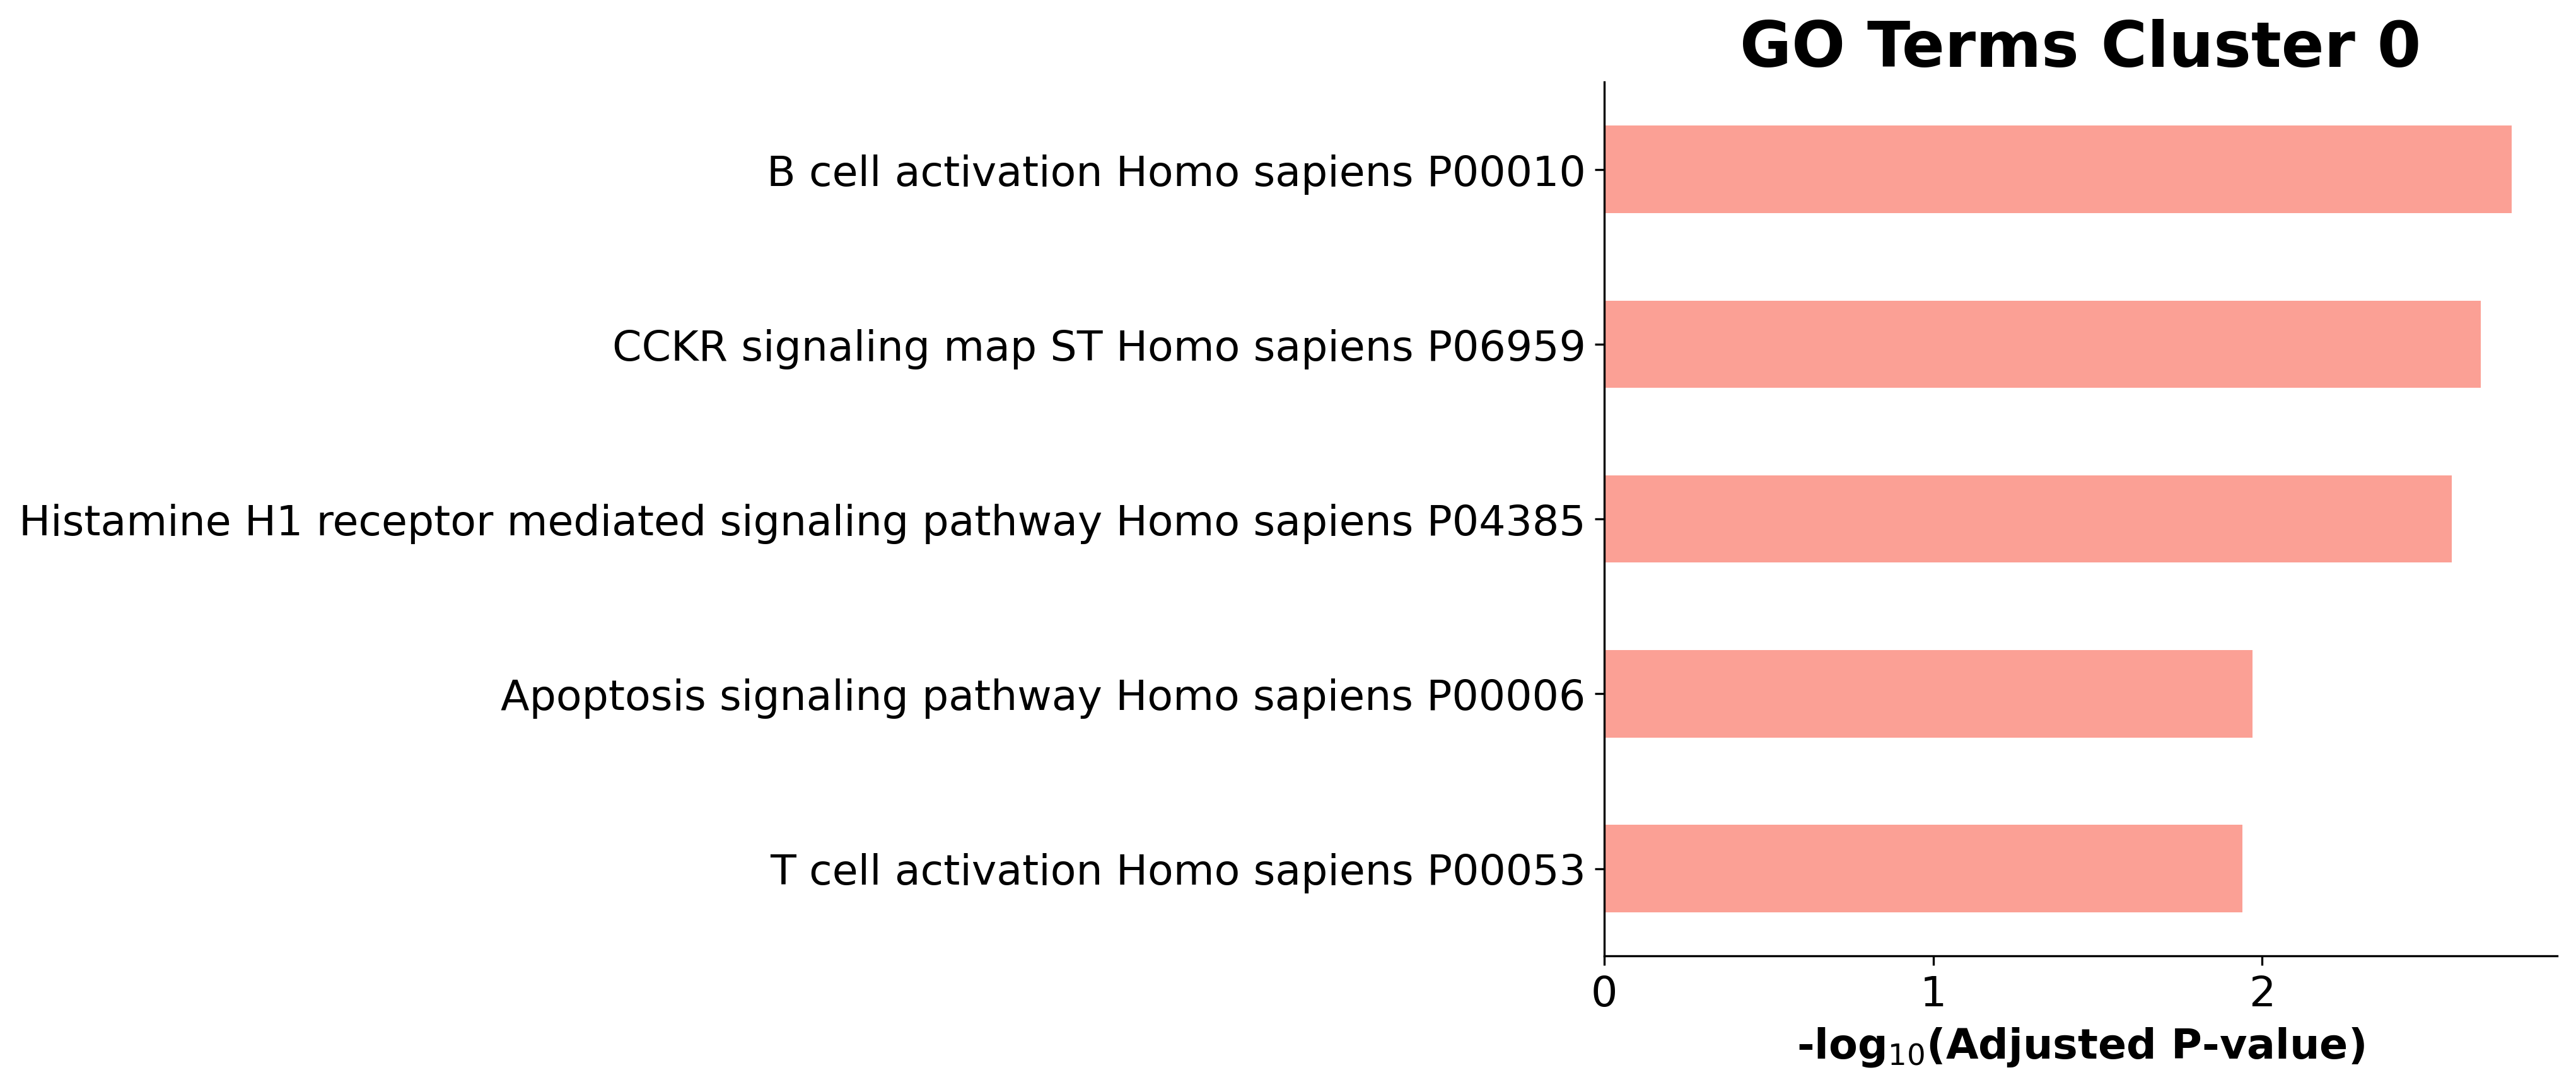 GO Terms Cluster 0
B cell activation Homo sapiens P00010
CCKR signaling map ST Homo sapiens P06959
Histamine H1 receptor mediated signaling pathway Homo sapiens P04385
Apoptosis signaling pathway Homo sapiens P00006
T cell activation Homo sapiens P00053
0 1 2
-log₁₀(Adjusted P-value)